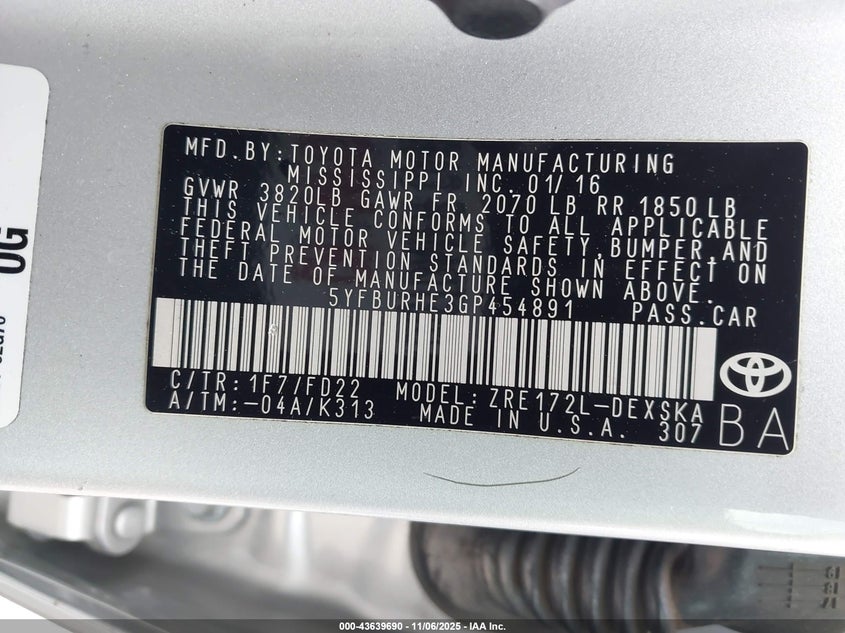 MFD.BY:TOYOTA MOTOR MANUFACTURING
MISSISSIPPI INC. 01/16
GVWR 3820LB GAWR FR 2070 LB RR 1850 LB
THIS VEHICLE CONFORMS TO ALL APPLICABLE
FEDERAL MOTOR VEHICLE SAFETY,BUMPER,AND
THEFT PREVENTION STANDARDS IN EFFECT ON
THE DATE OF MANUFACTURE SHOWN ABOVE.
5YFBURHE3GP454891 PASS.CAR
C/TR:1F7/FD22 MODEL:ZRE172L-DEXSKA
A/TM:-04A/K313 MADE IN U.S.A. 307
BA
000-43639690 - 11/06/2025 - IAA Inc.